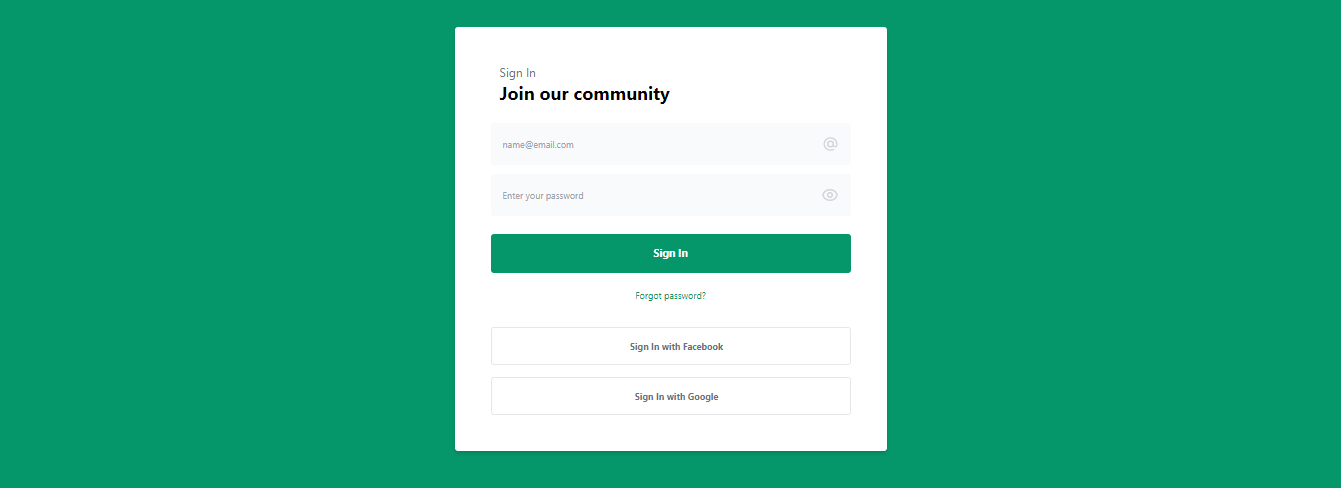 Sign In
Join our community
name@email.com
Enter your password
Sign In
Forgot password?
Sign In with Facebook
Sign In with Google